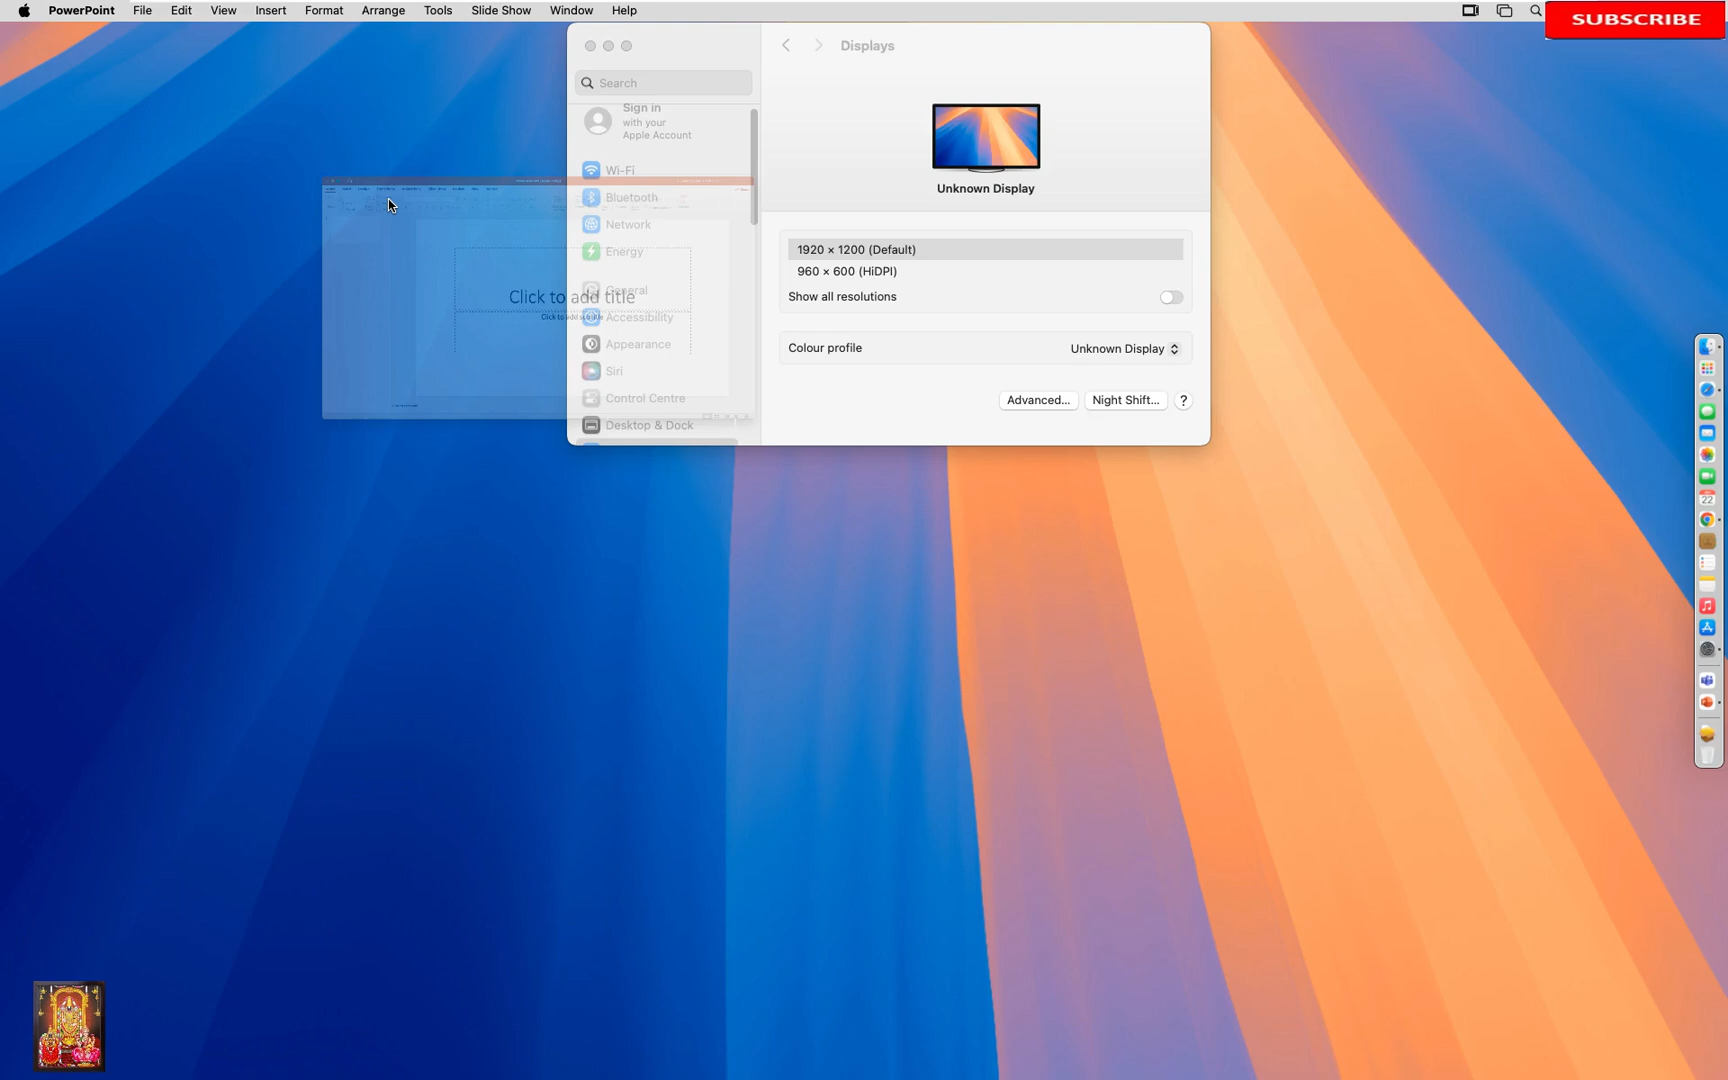 PowerPoint File Edit View Insert Format Arrange Tools Slide Show Window Help
SUBSCRIBE
Displays
Search
Sign in
with your
Apple Account
Wi-Fi
Bluetooth
Network
Energy
General
Accessibility
Appearance
Siri
Control Centre
Desktop & Dock
Click to add title
Unknown Display
1920 × 1200 (Default)
960 × 600 (HiDPI)
Show all resolutions
Colour profile Unknown Display
Advanced... Night Shift... ?
22